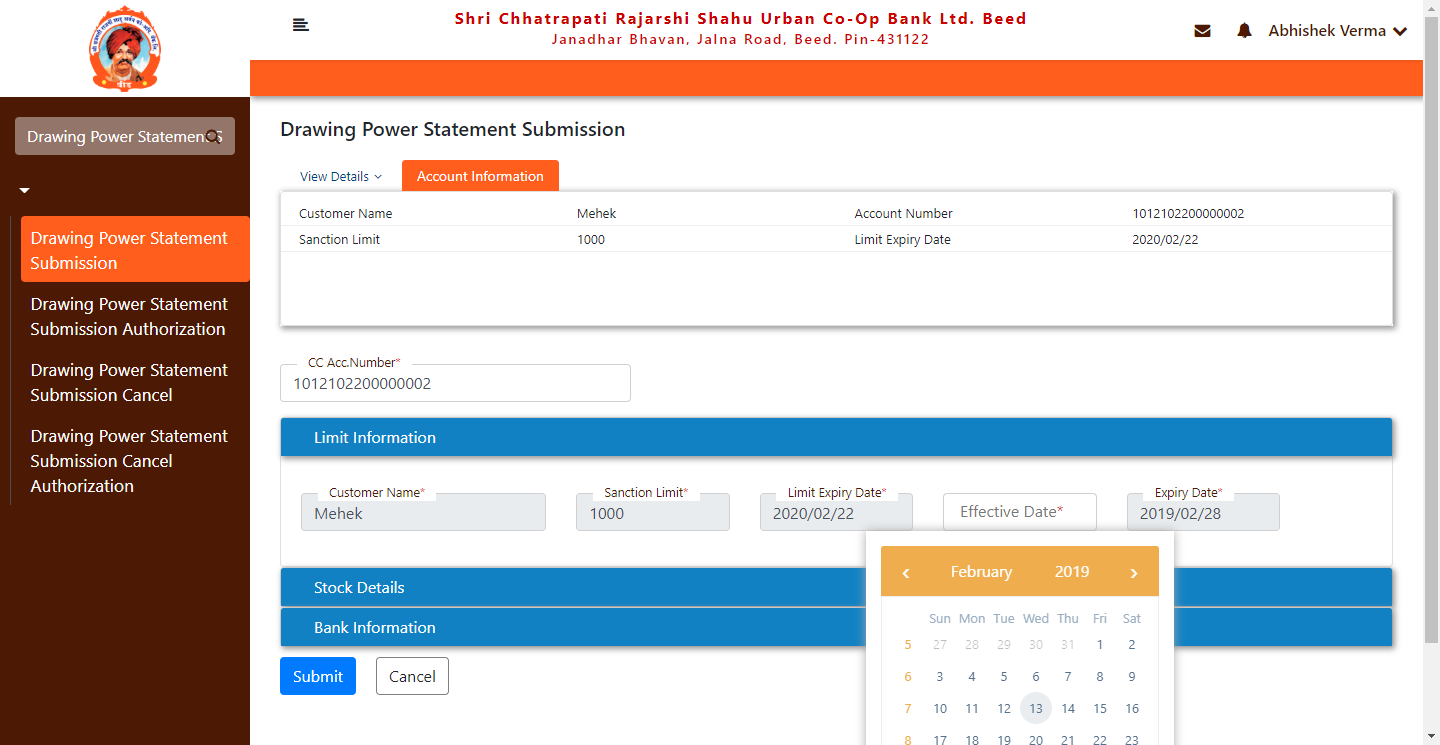 Shri Chhatrapati Rajarshi Shahu Urban Co-Op Bank Ltd. Beed
Janadhar Bhavan, Jalna Road, Beed. Pin-431122
Abhishek Verma
Drawing Power Statement
Drawing Power Statement
Submission
Drawing Power Statement
Submission Authorization
Drawing Power Statement
Submission Cancel
Drawing Power Statement
Submission Cancel
Authorization
Drawing Power Statement Submission
View Details
Account Information
Customer Name Mehek Account Number 1012102200000002
Sanction Limit 1000 Limit Expiry Date 2020/02/22
CC Acc.Number*
1012102200000002
Limit Information
Customer Name* Sanction Limit* Limit Expiry Date* Expiry Date*
Mehek 1000 2020/02/22 Effective Date* 2019/02/28
‹ February 2019 ›
Sun Mon Tue Wed Thu Fri Sat
5 27 28 29 30 31 1 2
6 3 4 5 6 7 8 9
7 10 11 12 13 14 15 16
8 17 18 19 20 21 22 23
Stock Details
Bank Information
Submit Cancel